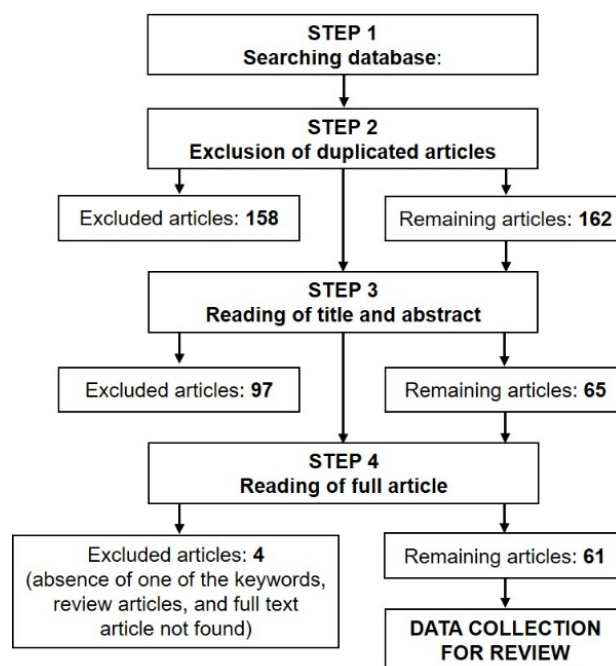 STEP 1
Searching database:
STEP 2
Exclusion of duplicated articles
Excluded articles: 158
Remaining articles: 162
STEP 3
Reading of title and abstract
Excluded articles: 97
Remaining articles: 65
STEP 4
Reading of full article
Excluded articles: 4
(absence of one of the keywords,
review articles, and full text
article not found)
Remaining articles: 61
DATA COLLECTION
FOR REVIEW